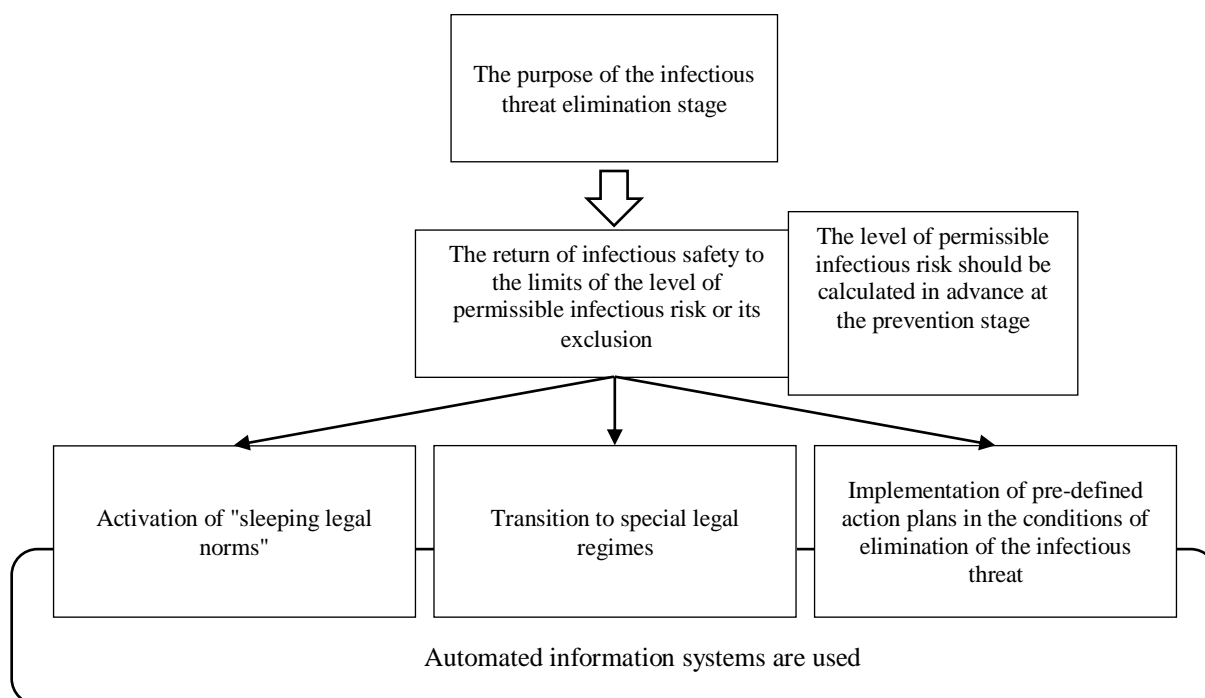 The purpose of the infectious
threat elimination stage
The return of infectious safety to
the limits of the level of
permissible infectious risk or its
exclusion
The level of permissible
infectious risk should be
calculated in advance at
the prevention stage
Activation of "sleeping legal
norms"
Transition to special legal
regimes
Implementation of pre-defined
action plans in the conditions of
elimination of the infectious
threat
Automated information systems are used